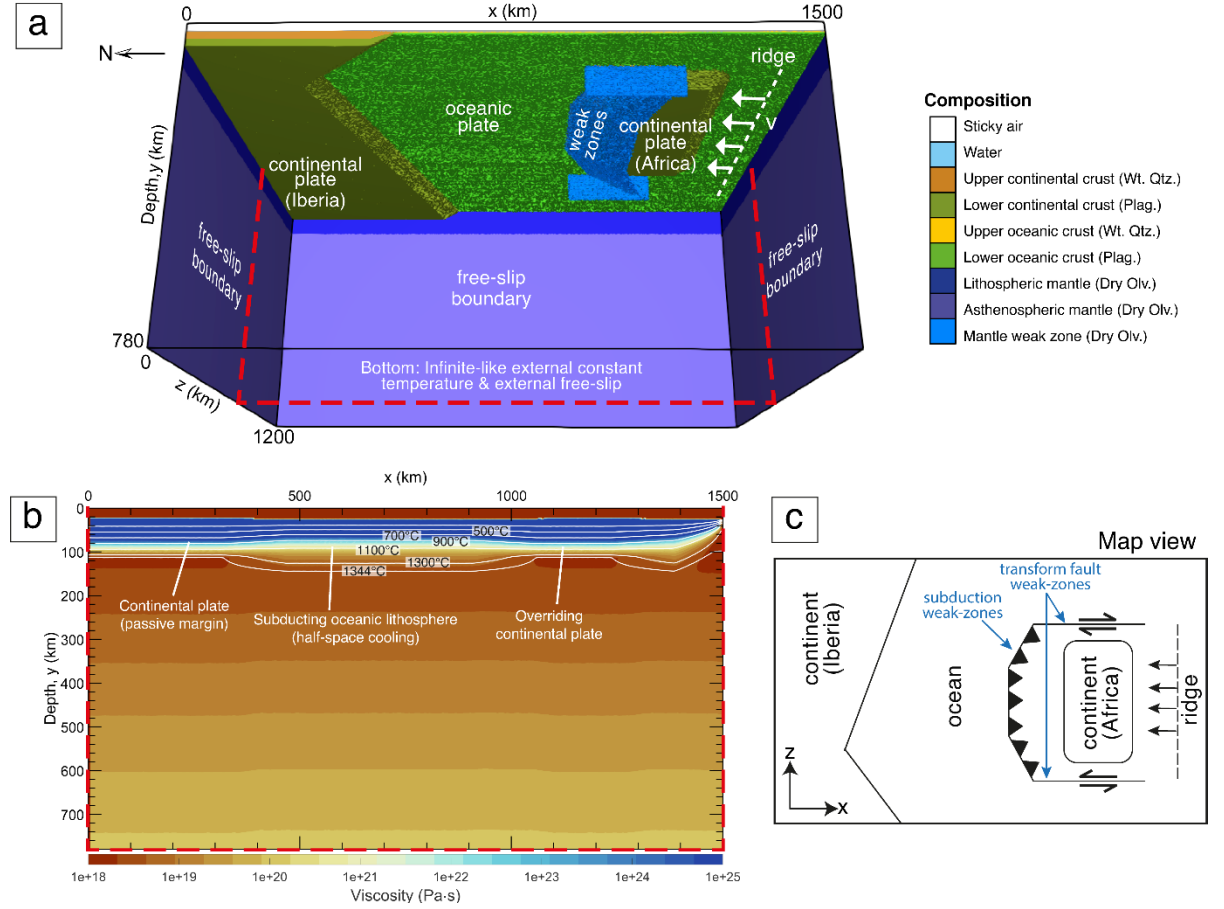 a
0
x (km)
1500
N
ridge
oceanic
plate
weak
zones
continental
plate
(Africa)
v
continental
plate
(Iberia)
Depth,y (km)
free-slip
boundary
free-slip
boundary
free-slip
boundary
780
0
Bottom: Infinite-like external constant
temperature & external free-slip
z (km)
1200
Composition
Sticky air
Water
Upper continental crust (Wt. Qtz.)
Lower continental crust (Plag.)
Upper oceanic crust (Wt. Qtz.)
Lower oceanic crust (Plag.)
Lithospheric mantle (Dry Olv.)
Asthenospheric mantle (Dry Olv.)
Mantle weak zone (Dry Olv.)
b
x (km)
0 500 1000 1500
0
100
200
300
400
500
600
700
Depth, y (km)
500°C
700°C
900°C
1100°C
1300°C
1344°C
Continental plate
(passive margin)
Subducting oceanic lithosphere
(half-space cooling)
Overriding
continental plate
1e+18 1e+19 1e+20 1e+21 1e+22 1e+23 1e+24 1e+25
Viscosity (Pa·s)
c
Map view
transform fault
weak-zones
subduction
weak-zones
continent
(Iberia)
ocean
continent
(Africa)
ridge
z
x